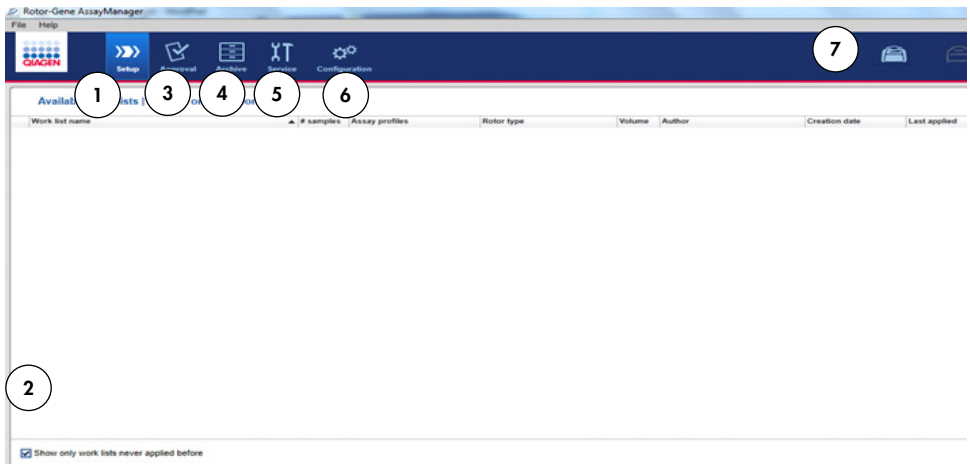 Rotor-Gene AssayManager
File Help
QIAGEN
Setup Approval Archive Service Configuration
7
1 3 4 5 6
Work list name # samples Assay profiles Rotor type Volume Author Creation date Last applied
2
Show only work lists never applied before